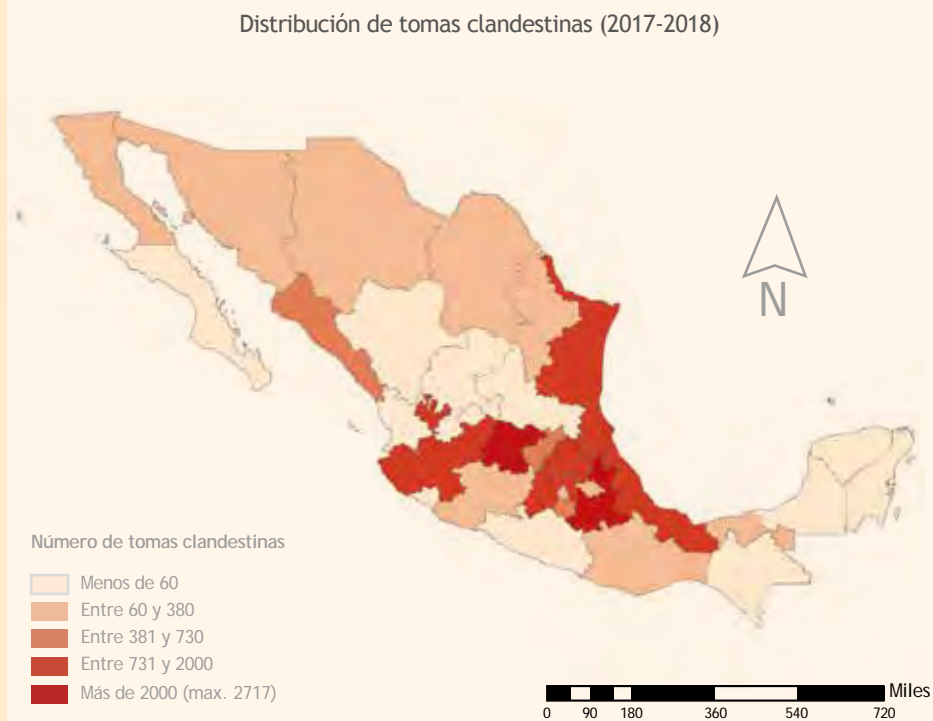 Distribución de tomas clandestinas (2017-2018)
N
Número de tomas clandestinas
Menos de 60
Entre 60 y 380
Entre 381 y 730
Entre 731 y 2000
Más de 2000 (max. 2717)
Miles
0 90 180 360 540 720